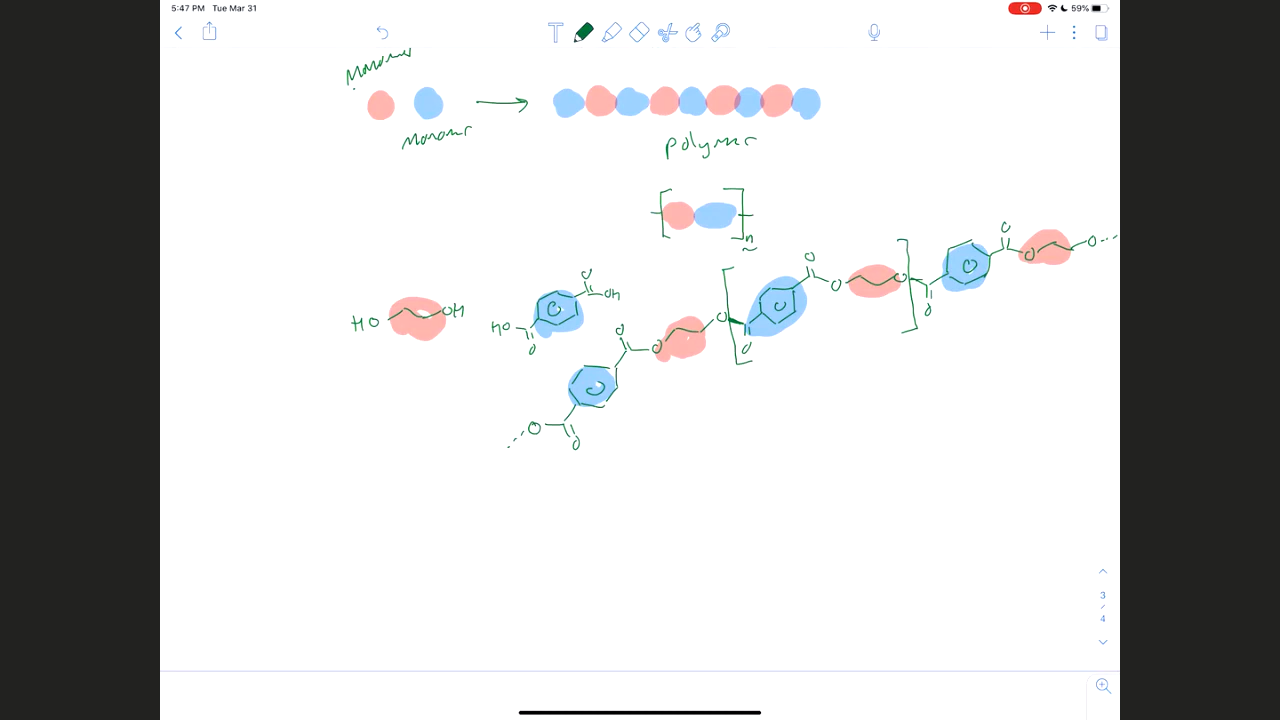 5:47 PM Tue Mar 31
59%
T
Monomer
Monomer
polymer
n
HO OH
HO O O OH
O O O O O O O O O O O O
3
/
4